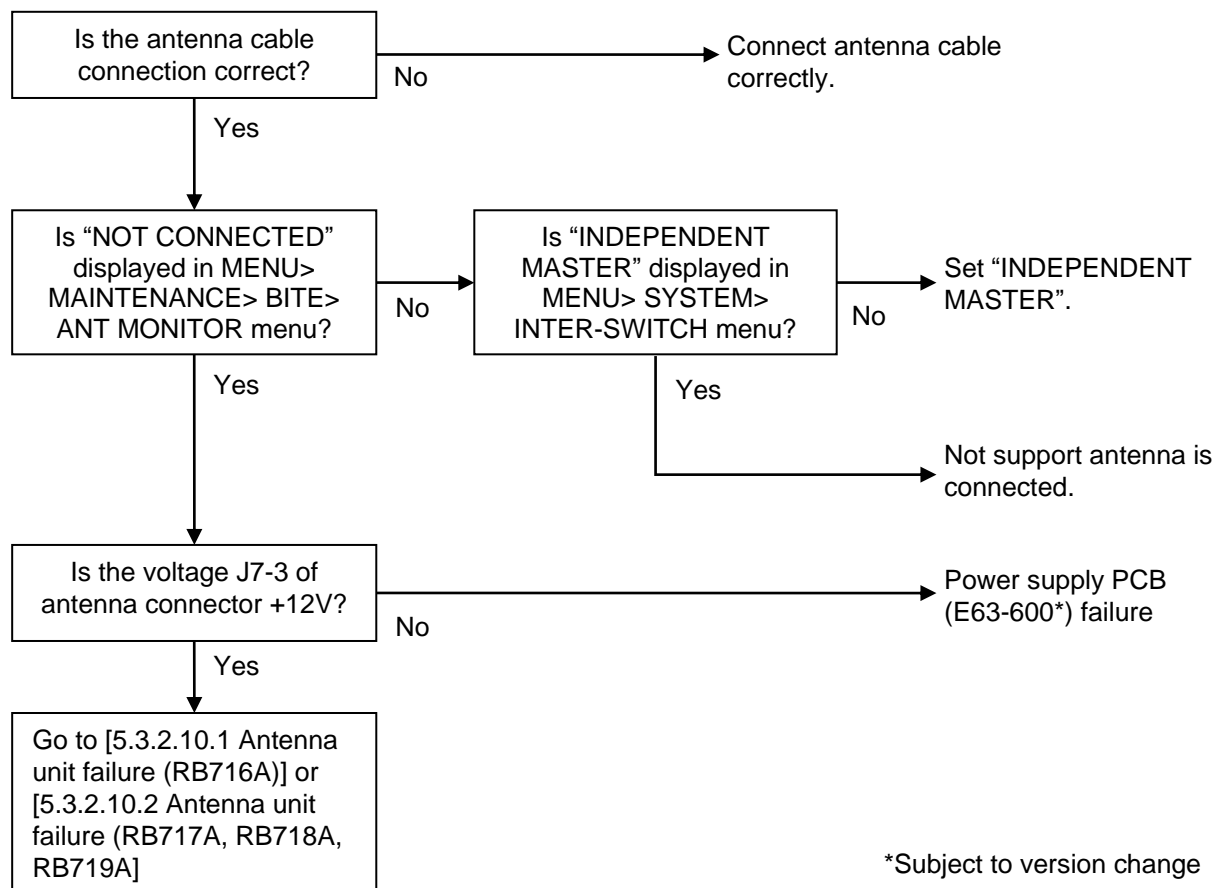 Is the antenna cable
connection correct?
No
Connect antenna cable
correctly.
Yes
Is “NOT CONNECTED”
displayed in MENU>
MAINTENANCE> BITE>
ANT MONITOR menu?
No
Is “INDEPENDENT
MASTER” displayed in
MENU> SYSTEM>
INTER-SWITCH menu?
No
Set “INDEPENDENT
MASTER”.
Yes
Yes
Not support antenna is
connected.
Is the voltage J7-3 of
antenna connector +12V?
No
Power supply PCB
(E63-600*) failure
Yes
Go to [5.3.2.10.1 Antenna
unit failure (RB716A)] or
[5.3.2.10.2 Antenna unit
failure (RB717A, RB718A,
RB719A]
*Subject to version change